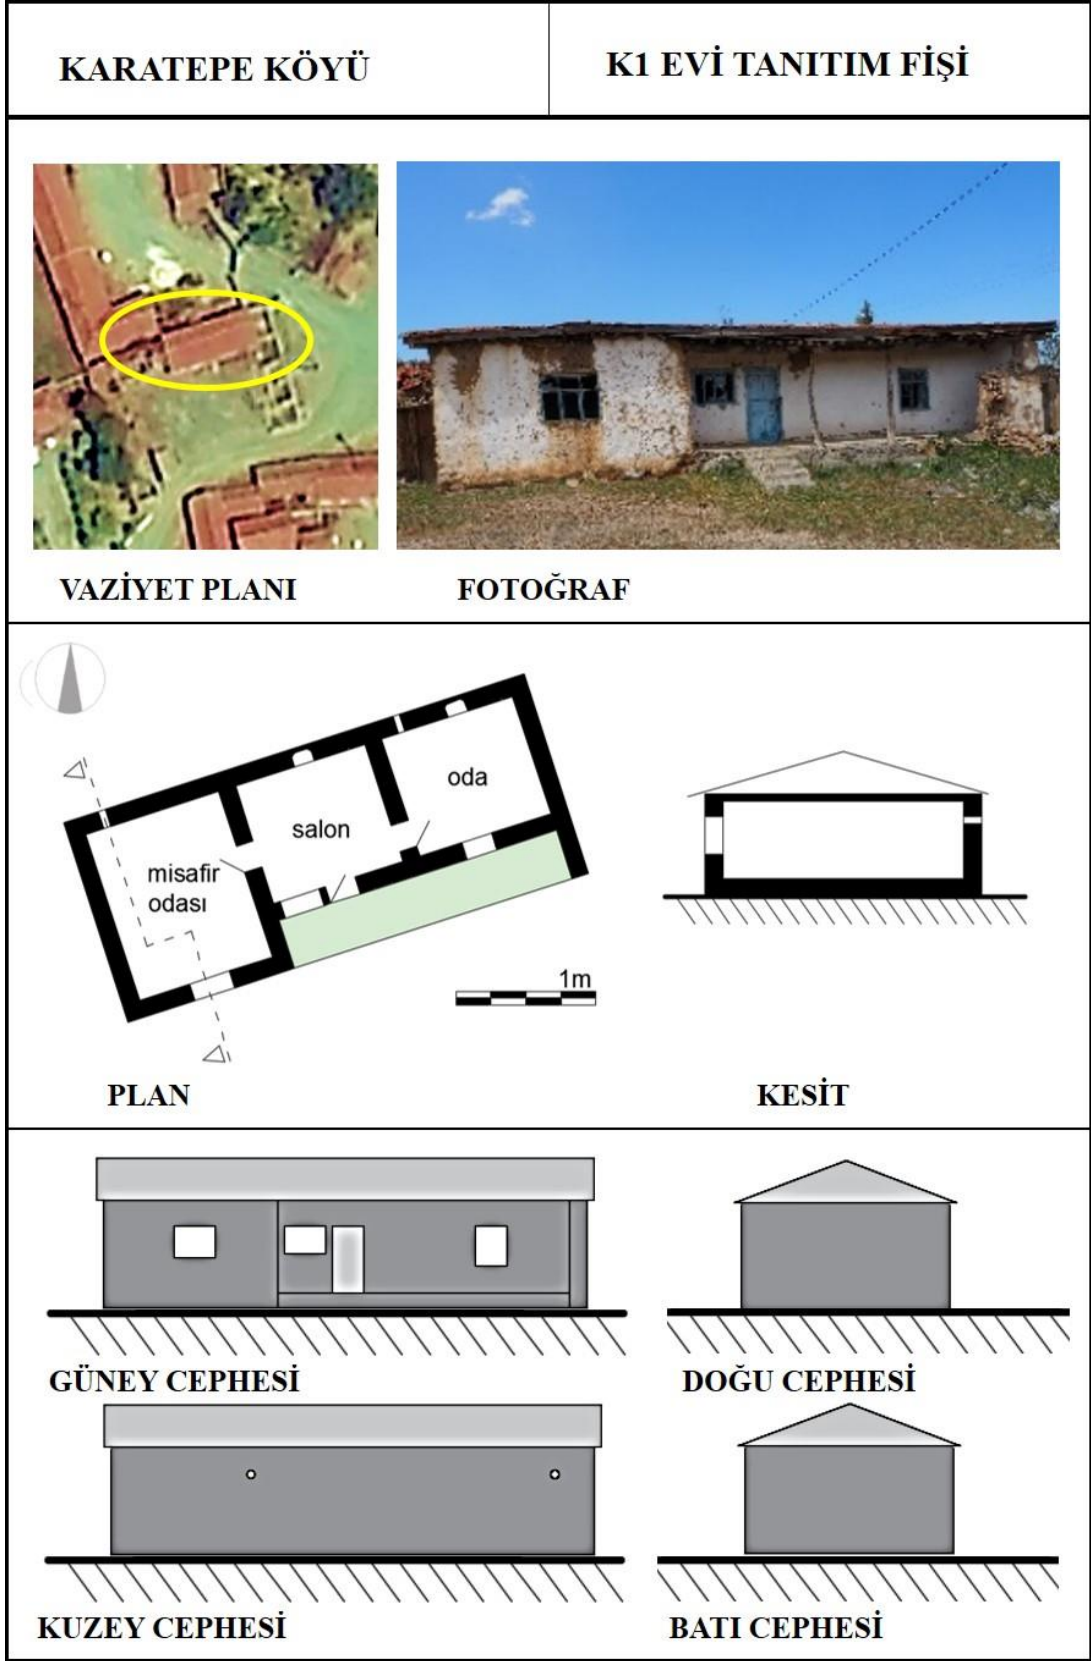 KARATEPE KÖYÜ
K1 EVİ TANITIM FİŞİ
VAZİYET PLANI
FOTOĞRAF
oda
salon
misafir
odası
1m
PLAN
KESİT
GÜNEY CEPHESİ
DOĞU CEPHESİ
KUZEY CEPHESİ
BATI CEPHESİ